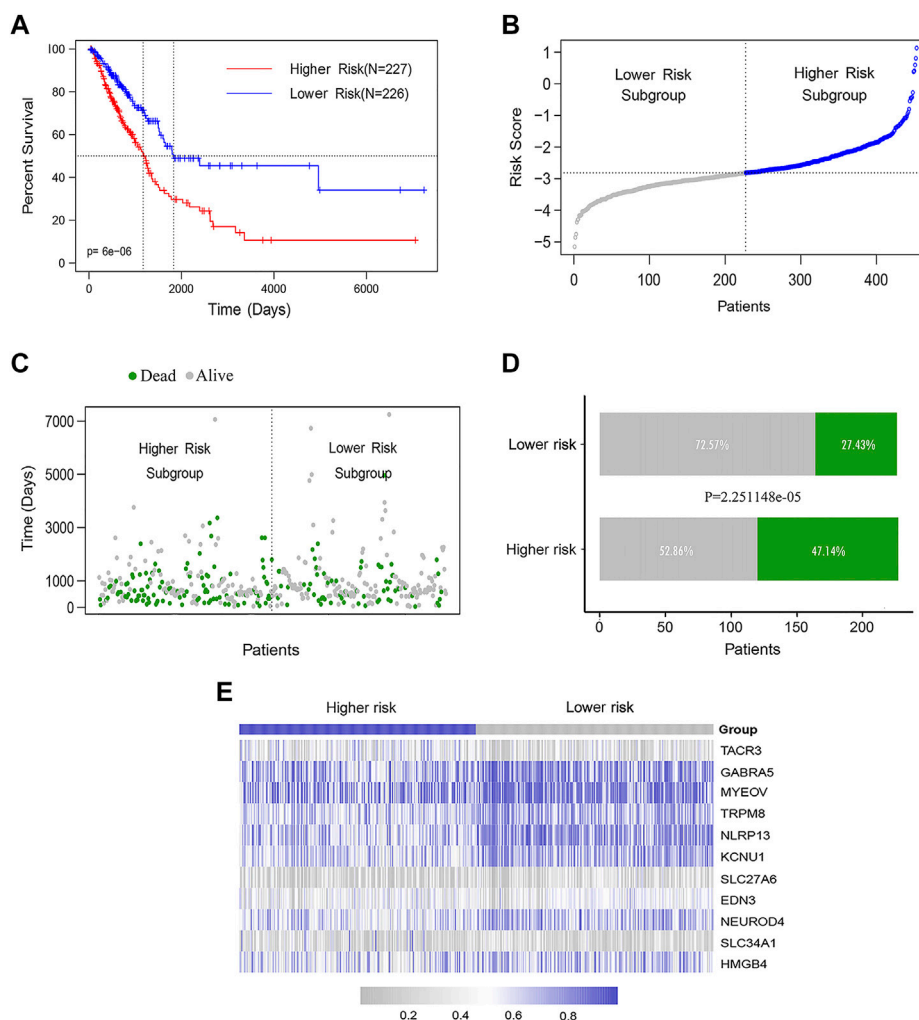 A
Percent Survival
100
80
60
40
20
0
Higher Risk(N=227)
Lower Risk(N=226)
p= 6e−06
0 2000 4000 6000
Time (Days)
B
Risk Score
1
0
−1
−2
−3
−4
−5
Lower Risk
Subgroup
Higher Risk
Subgroup
0 100 200 300 400
Patients
C
Dead Alive
Time (Days)
7000
5000
3000
1000
0
Higher Risk
Subgroup
Lower Risk
Subgroup
Patients
D
Lower risk
72.57% 27.43%
P=2.251148e-05
Higher risk
52.86% 47.14%
0 50 100 150 200
Patients
E
Higher risk Lower risk
Group
TACR3
GABRA5
MYEOV
TRPM8
NLRP13
KCNU1
SLC27A6
EDN3
NEUROD4
SLC34A1
HMGB4
0.2 0.4 0.6 0.8